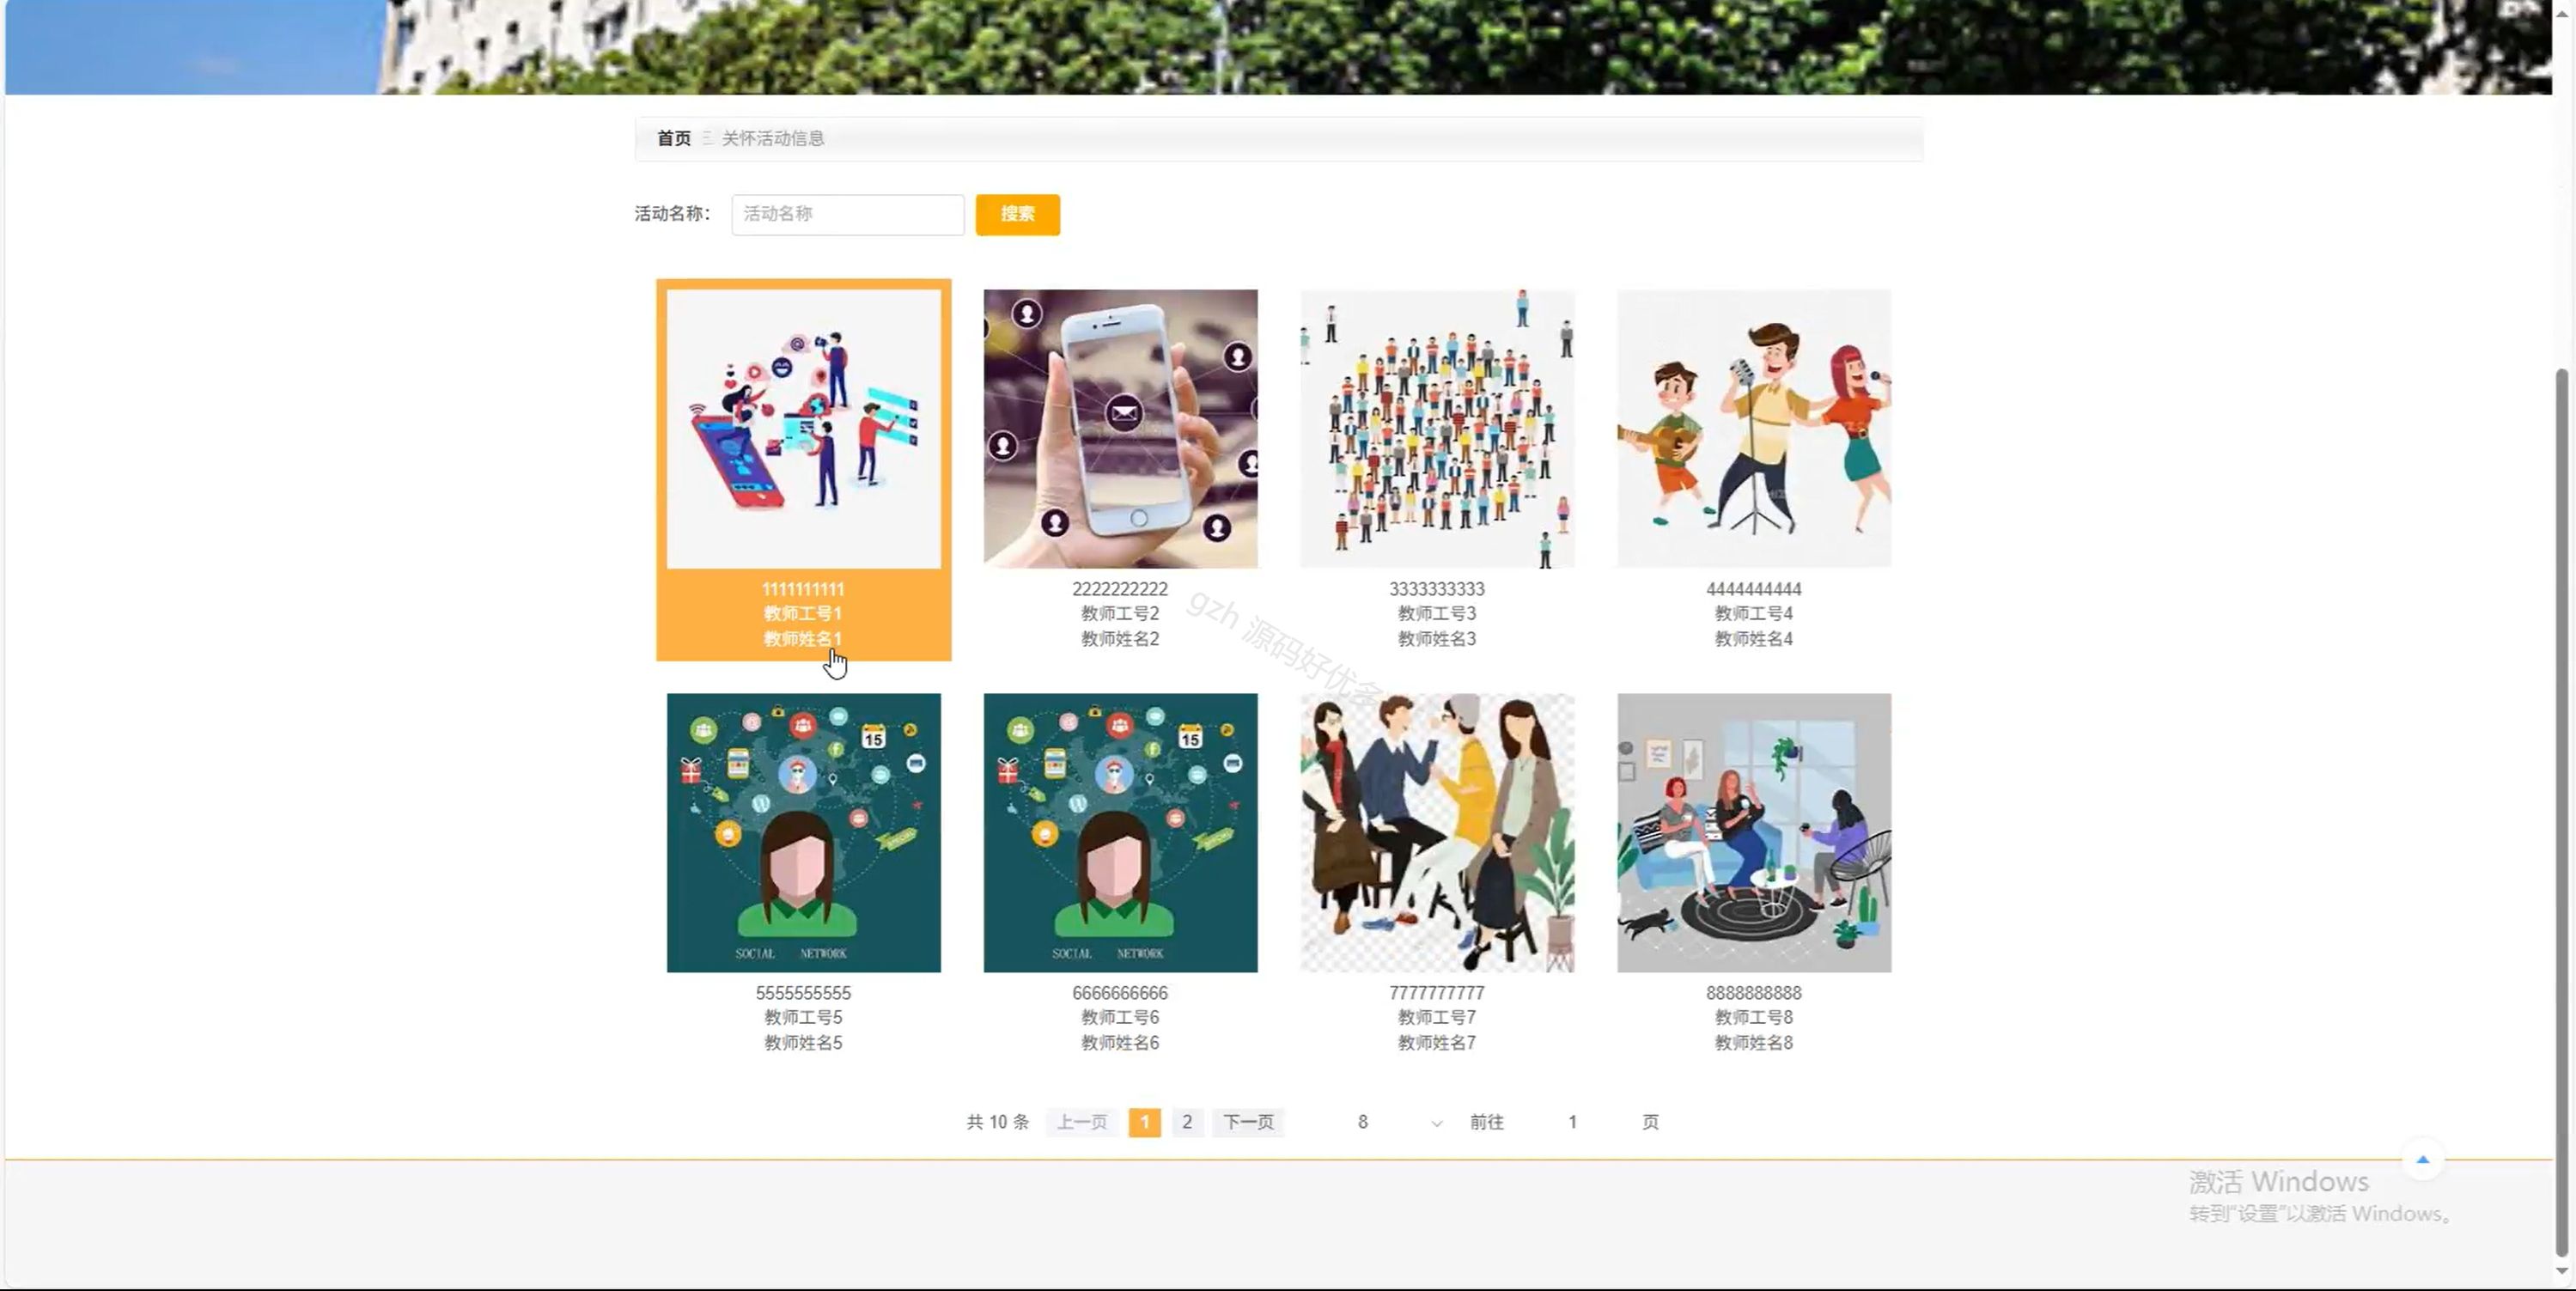 首页 三 关怀活动信息
活动名称: 活动名称 搜索
1111111111
教师工号1
教师姓名1
2222222222
教师工号2
教师姓名2
3333333333
教师工号3
教师姓名3
4444444444
教师工号4
教师姓名4
gzh 源码好优多
15
SOCIAL NETWORK
5555555555
教师工号5
教师姓名5
15
SOCIAL NETWORK
6666666666
教师工号6
教师姓名6
7777777777
教师工号7
教师姓名7
8888888888
教师工号8
教师姓名8
共 10 条 上一页 1 2 下一页 8 前往 1 页
激活 Windows
转到“设置”以激活 Windows。